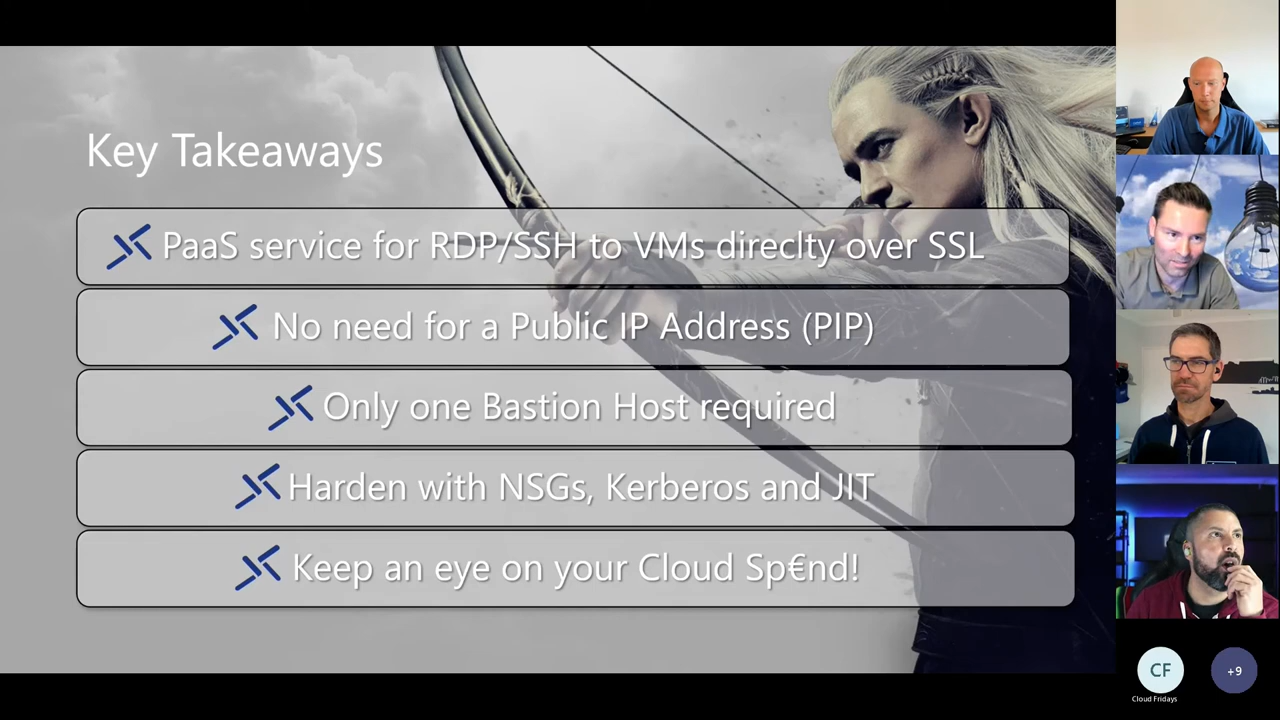 Key Takeaways
PaaS service for RDP/SSH to VMs direclty over SSL
No need for a Public IP Address (PIP)
Only one Bastion Host required
Harden with NSGs, Kerberos and JIT
Keep an eye on your Cloud Sp€nd!
CF
Cloud Fridays
+9